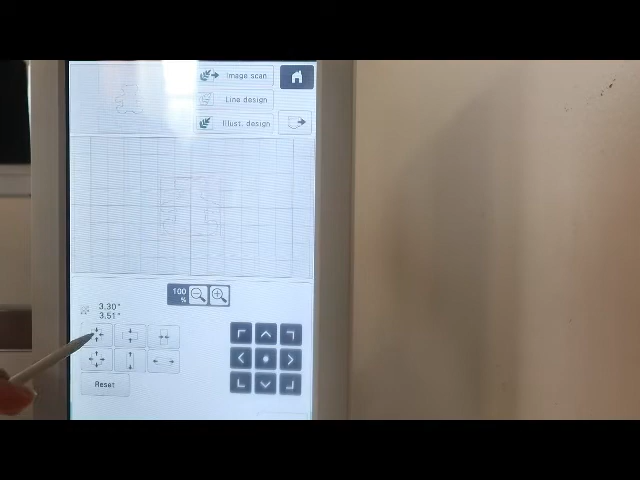 Image scan
Line design
Illust. design
100
%
3.30"
3.51"
Reset